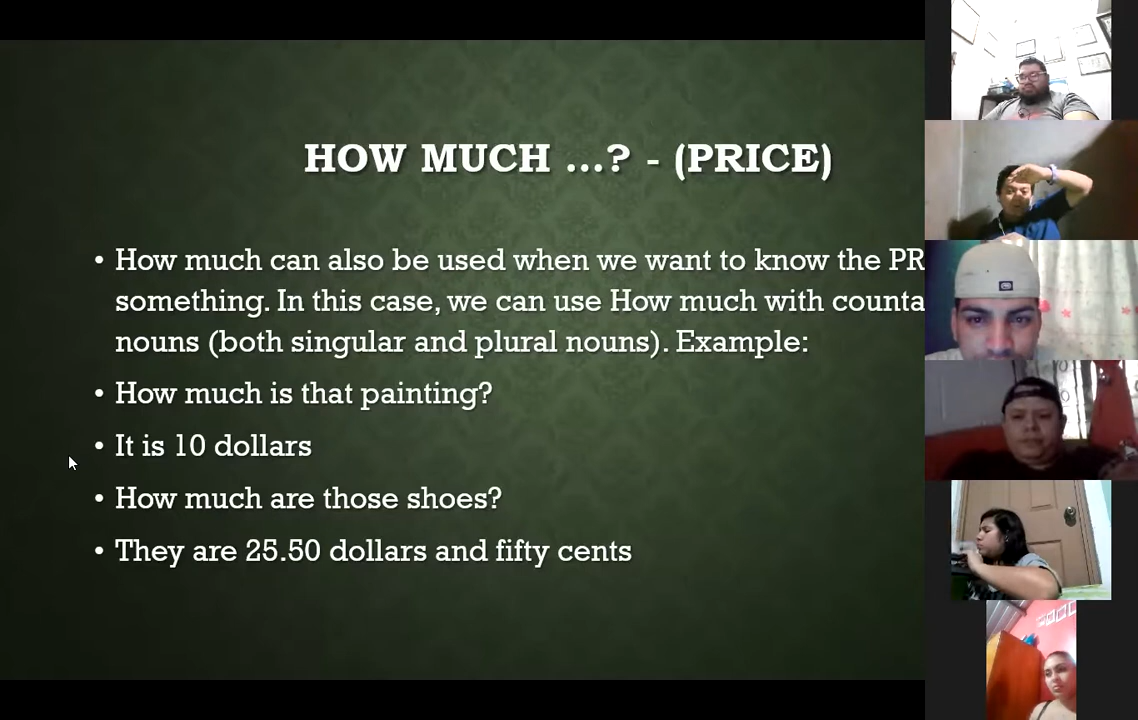 HOW MUCH ...? - (PRICE)
• How much can also be used when we want to know the PR
something. In this case, we can use How much with counta
nouns (both singular and plural nouns). Example:
• How much is that painting?
• It is 10 dollars
• How much are those shoes?
• They are 25.50 dollars and fifty cents